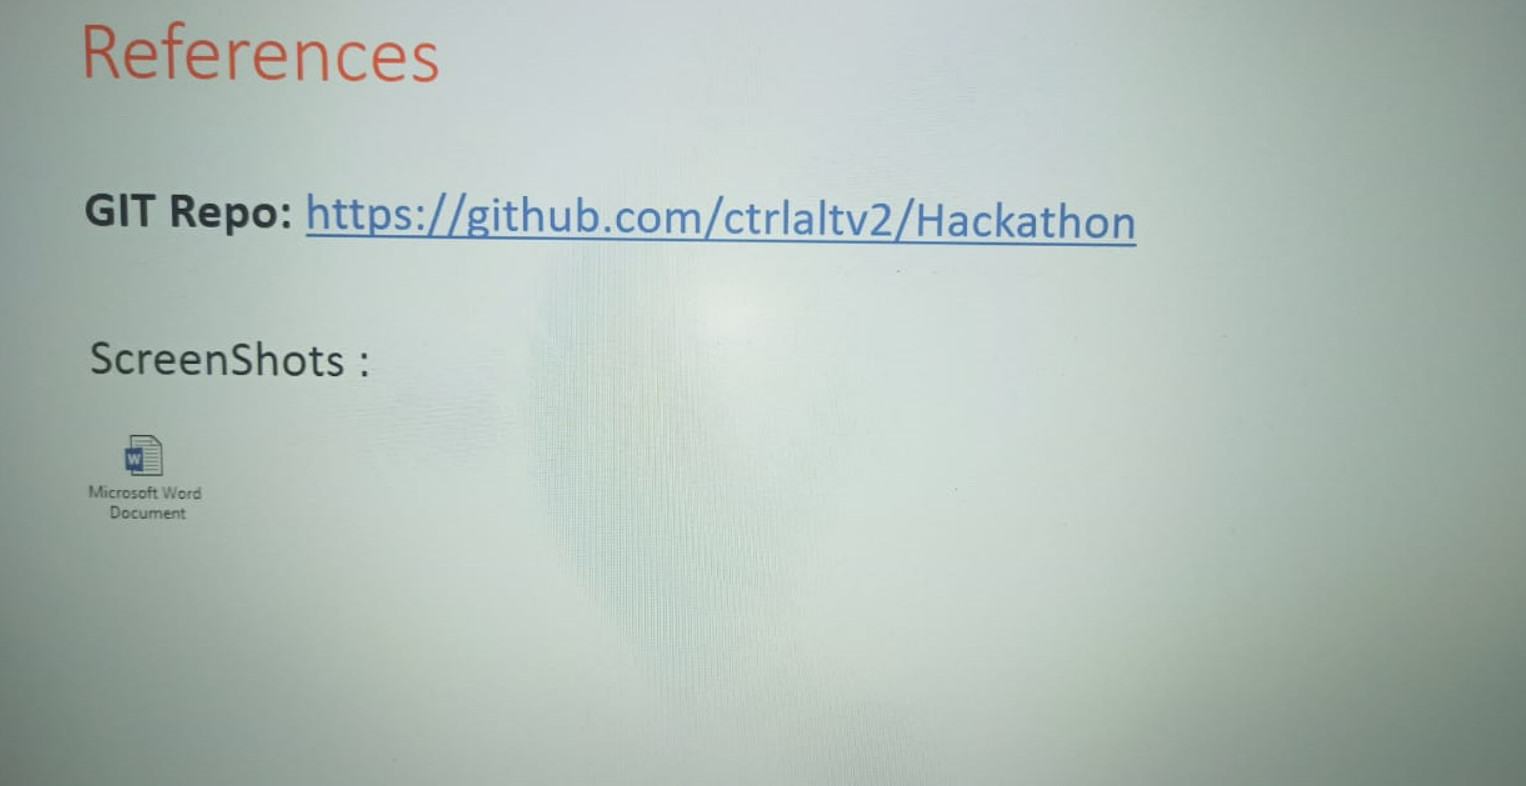 References
GIT Repo: https://github.com/ctrlaltv2/Hackathon
ScreenShots :
W
Microsoft Word
Document